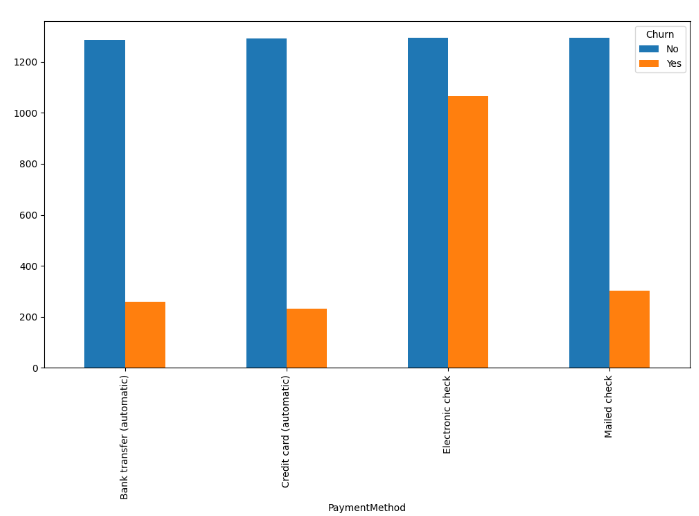 Churn
No
Yes
1200
1000
800
600
400
200
0
Bank transfer (automatic)
Credit card (automatic)
Electronic check
Mailed check
PaymentMethod